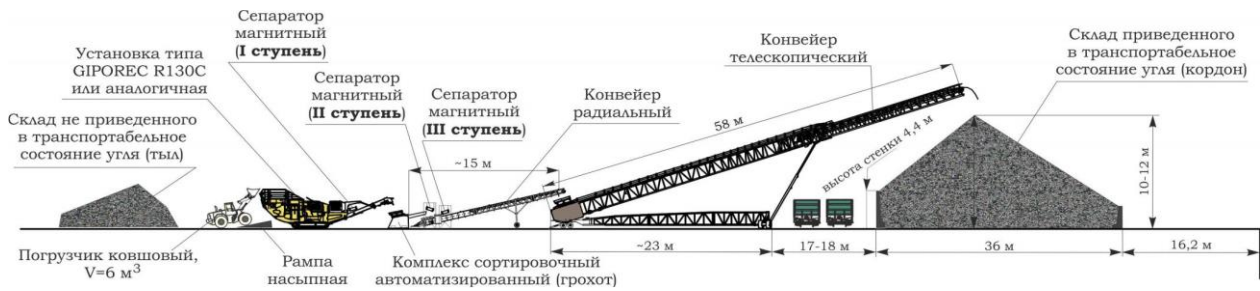 Сепаратор
магнитный
(I ступень)
Установка типа
GIPOREC R130C
или аналогичная
Сепаратор
магнитный
(II ступень)
Сепаратор
магнитный
(III ступень)
Конвейер
радиальный
Конвейер
телескопический
Склад приведенного
в транспортабельное
состояние угля (кордон)
Склад не приведенного
в транспортабельное
состояние угля (тыл)
58 м
~15 м
высота стенки 4,4 м
10-12 м
~23 м
17-18 м
36 м
16,2 м
Погрузчик ковшовый,
V=6 м³
Рампа
насыпная
Комплекс сортировочный
автоматизированный (грохот)